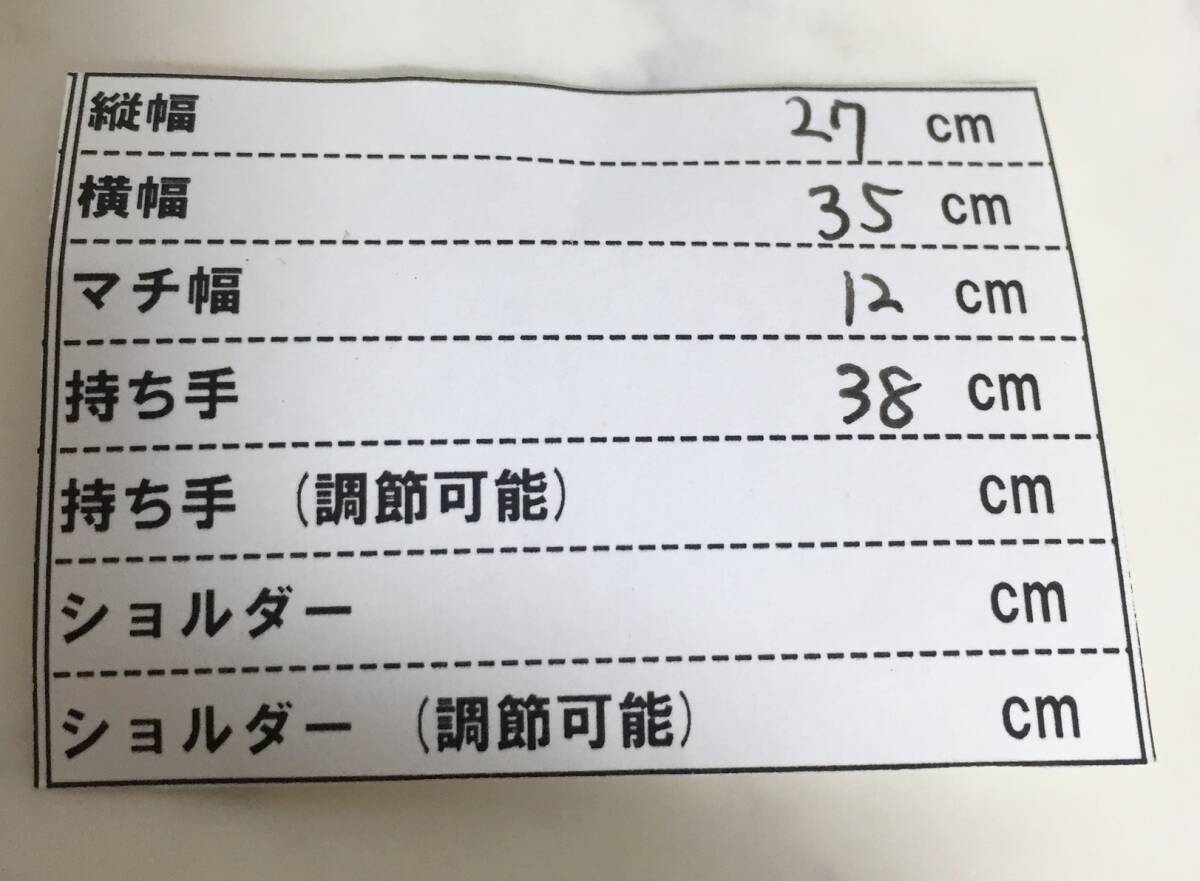 縦幅 27 cm
横幅 35 cm
マチ幅 12 cm
持ち手 38 cm
持ち手 (調節可能) cm
ショルダー cm
ショルダー (調節可能) cm